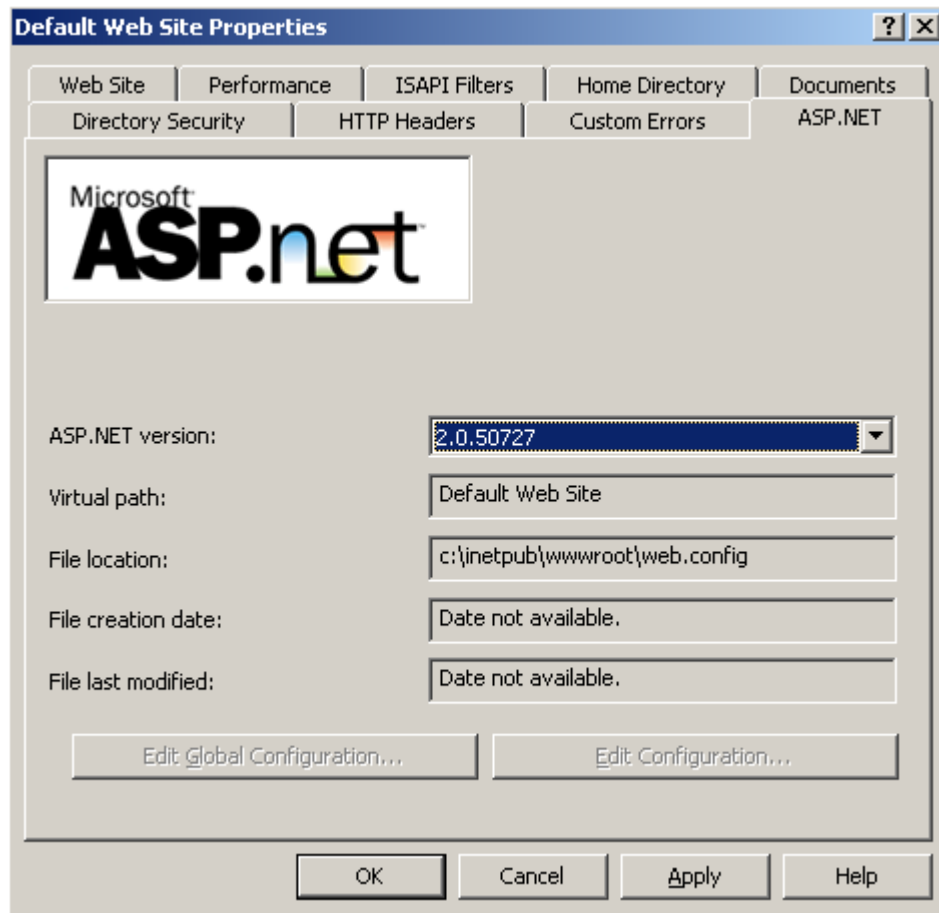 Default Web Site Properties
Web Site Performance ISAPI Filters Home Directory Documents
Directory Security HTTP Headers Custom Errors ASP.NET
Microsoft
ASP.net
ASP.NET version: 2.0.50727
Virtual path: Default Web Site
File location: c:\inetpub\wwwroot\web.config
File creation date: Date not available.
File last modified: Date not available.
Edit Global Configuration... Edit Configuration...
OK Cancel Apply Help